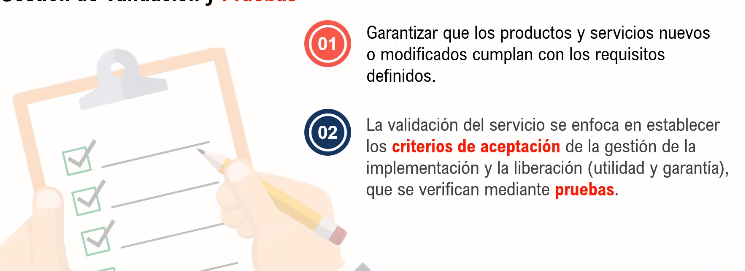 Gestión de Validación y Pruebas
01
Garantizar que los productos y servicios nuevos
o modificados cumplan con los requisitos
definidos.
02
La validación del servicio se enfoca en establecer
los criterios de aceptación de la gestión de la
implementación y la liberación (utilidad y garantía),
que se verifican mediante pruebas.